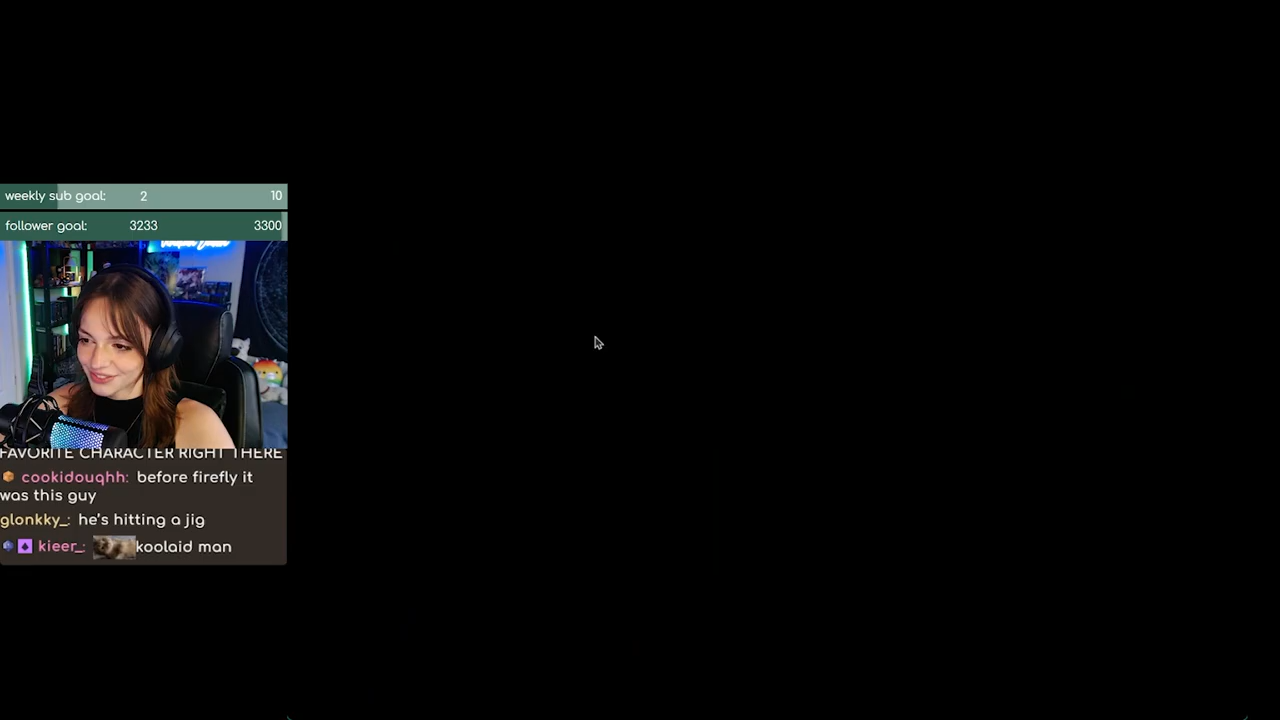 weekly sub goal: 2 10
follower goal: 3233 3300
FAVORITE CHARACTER RIGHT THERE
cookidouqhh: before firefly it
was this guy
glonkky_: he's hitting a jig
kieer_: koolaid man